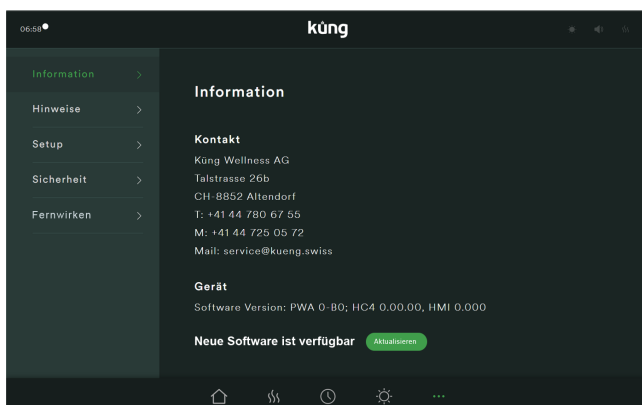 06:58
kůng
Information
Hinweise
Setup
Sicherheit
Fernwirken
Information
Kontakt
Küng Wellness AG
Talstrasse 26b
CH-8852 Altendorf
T: +41 44 780 67 55
M: +41 44 725 05 72
Mail: service@kueng.swiss
Gerät
Software Version: PWA 0-B0; HC4 0.00.00, HMI 0.000
Neue Software ist verfügbar Aktualisieren